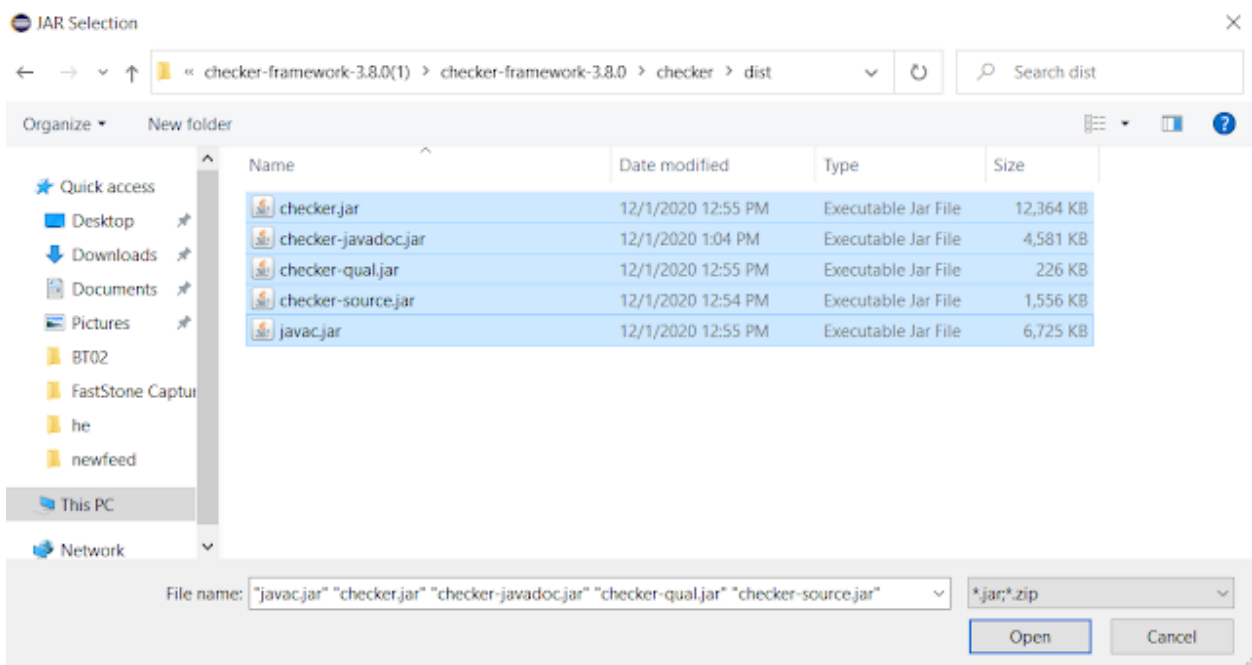 JAR Selection
« checker-framework-3.8.0(1) > checker-framework-3.8.0 > checker > dist
Search dist
Organize
New folder
Name Date modified Type Size
Quick access
Desktop
Downloads
Documents
Pictures
BT02
FastStone Captur
he
newfeed
This PC
Network
checker.jar 12/1/2020 12:55 PM Executable Jar File 12,364 KB
checker-javadoc.jar 12/1/2020 1:04 PM Executable Jar File 4,581 KB
checker-qual.jar 12/1/2020 12:55 PM Executable Jar File 226 KB
checker-source.jar 12/1/2020 12:54 PM Executable Jar File 1,556 KB
javac.jar 12/1/2020 12:55 PM Executable Jar File 6,725 KB
File name: "javac.jar" "checker.jar" "checker-javadoc.jar" "checker-qual.jar" "checker-source.jar"
*.jar;*.zip
Open
Cancel